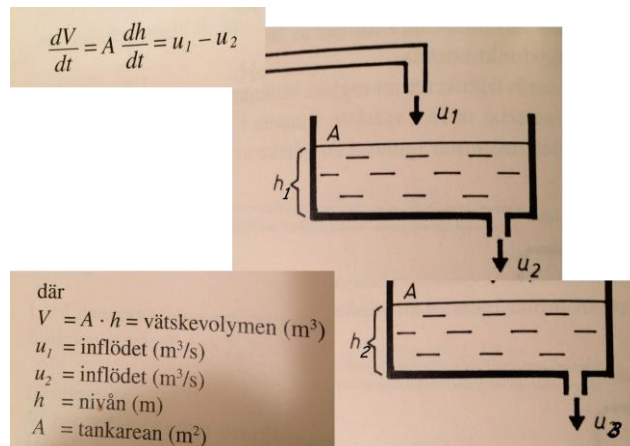 dV/dt = A dh/dt = u₁ – u₂
u1
A
h1
u2
där
V = A · h = vätskevolymen (m³)
u₁ = inflödet (m³/s)
u₂ = inflödet (m³/s)
h = nivån (m)
A = tankarean (m²)
A
h2
u3